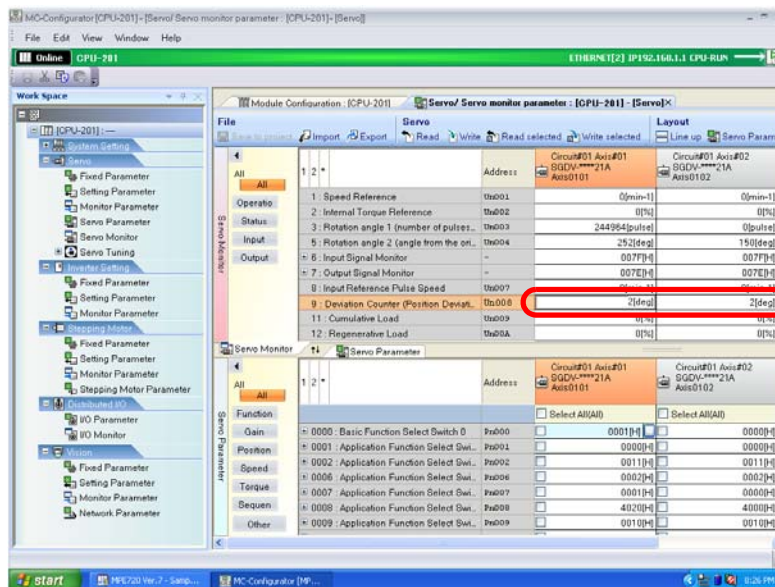 MC-Configurator [CPU-201] - [Servo/ Servo monitor parameter : [CPU-201]- [Servo]]
File Edit View Window Help
Online CPU-201 ETHERNET[2] IP192.168.1.1 CPU-RUN
Work Space
[CPU-201] : ---
System Setting
Servo
Fixed Parameter
Setting Parameter
Monitor Parameter
Servo Parameter
Servo Monitor
Servo Tuning
Inverter Setting
Fixed Parameter
Setting Parameter
Monitor Parameter
Stepping Motor
Fixed Parameter
Setting Parameter
Monitor Parameter
Stepping Motor Parameter
Distributed I/O
I/O Parameter
I/O Monitor
Vision
Fixed Parameter
Setting Parameter
Monitor Parameter
Network Parameter
Module Configuration : [CPU-201] Servo/ Servo monitor parameter : [CPU-201] - [Servo]
File Servo Layout
Save to project Import Export Read Write Read selected Write selected Line up Servo Param
Servo Monitor
All
All
Operatio
Status
Input
Output
1 2 * Address Circuit#01 Axis#01 SGDV-****21A Axis0101 Circuit#01 Axis#02 SGDV-****21A Axis0102
1 : Speed Reference Un001 0[min-1] 0[min-1]
2 : Internal Torque Reference Un002 0[%] 0[%]
3 : Rotation angle 1 (number of pulses.. Un003 244964[pulse] 0[pulse]
5 : Rotation angle 2 (angle from the ori.. Un004 252[deg] 150[deg]
6 : Input Signal Monitor - 007F[H] 007F[H]
7 : Output Signal Monitor - 007E[H] 007E[H]
8 : Input Reference Pulse Speed Un007 0[min-1] 0[min-1]
9 : Deviation Counter (Position Deviati.. Un008 2[deg] 2[deg]
11 : Cumulative Load Un009 0[%] 0[%]
12 : Regenerative Load Un00A 0[%] 0[%]
Servo Monitor Servo Parameter
Servo Parameter
All
All
Function
Gain
Position
Speed
Torque
Sequen
Other
1 2 * Address Circuit#01 Axis#01 SGDV-****21A Axis0101 Circuit#01 Axis#02 SGDV-****21A Axis0102
Select All(All) Select All(All)
0000 : Basic Function Select Switch 0 Pn000 0001[H] 0000[H]
0001 : Application Function Select Swi.. Pn001 0000[H] 0000[H]
0002 : Application Function Select Swi.. Pn002 0011[H] 0011[H]
0006 : Application Function Select Swi.. Pn006 0002[H] 0002[H]
0007 : Application Function Select Swi.. Pn007 0001[H] 0000[H]
0008 : Application Function Select Swi.. Pn008 4020[H] 4000[H]
0009 : Application Function Select Swi.. Pn009 0010[H] 0010[H]
start MPE720 Ver.7 - Samp... MC-Configurator [MP... 8:26 PM